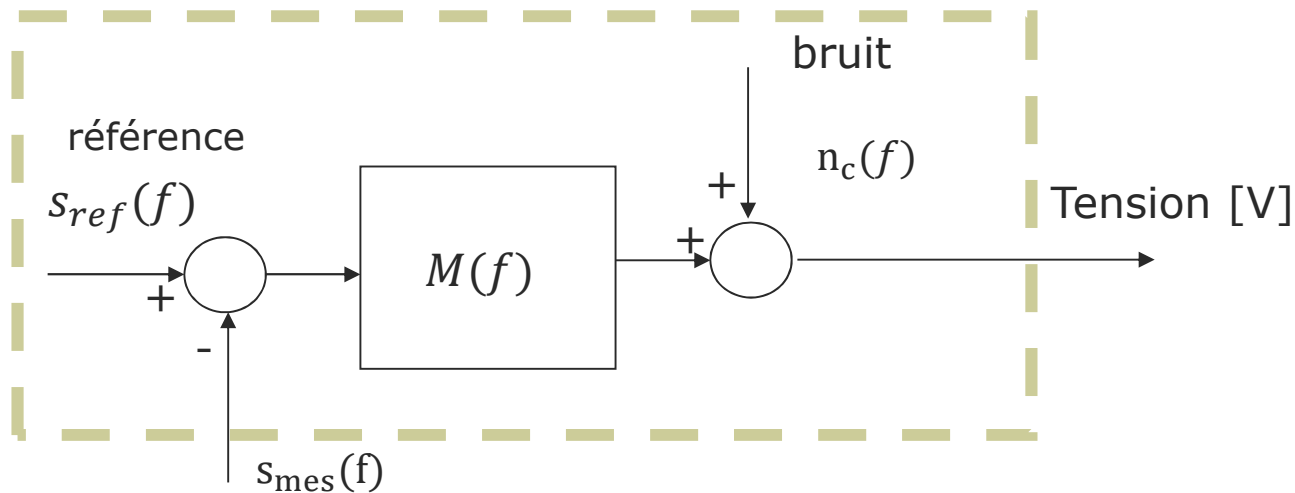 bruit
référence
n_c(f)
s_ref(f)
+
Tension [V]
+
M(f)
+
-
s_mes(f)